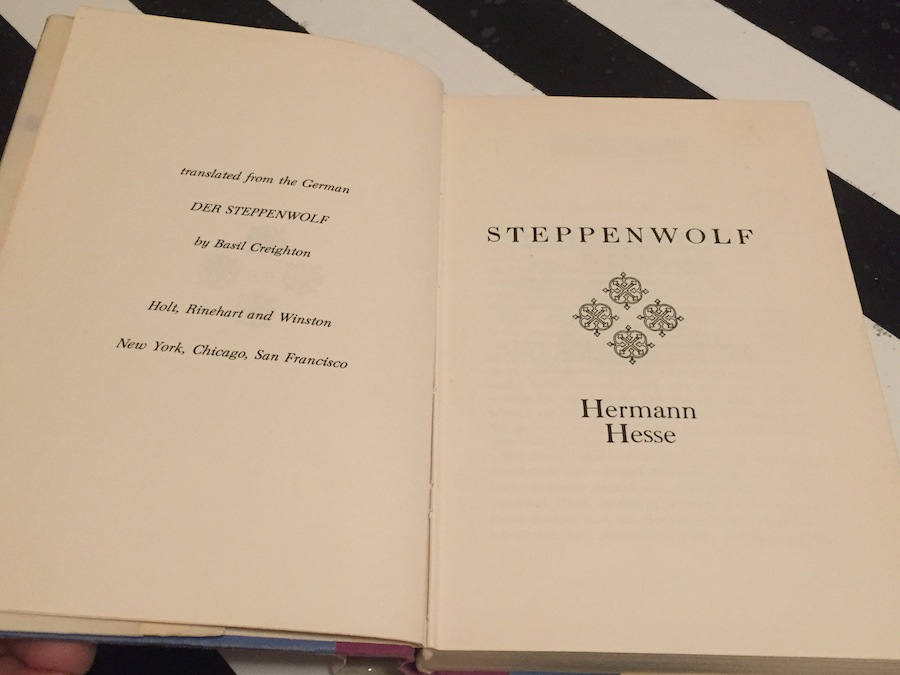 translated from the German
DER STEPPENWOLF
by Basil Creighton
Holt, Rinehart and Winston
New York, Chicago, San Francisco
STEPPENWOLF
Hermann
Hesse